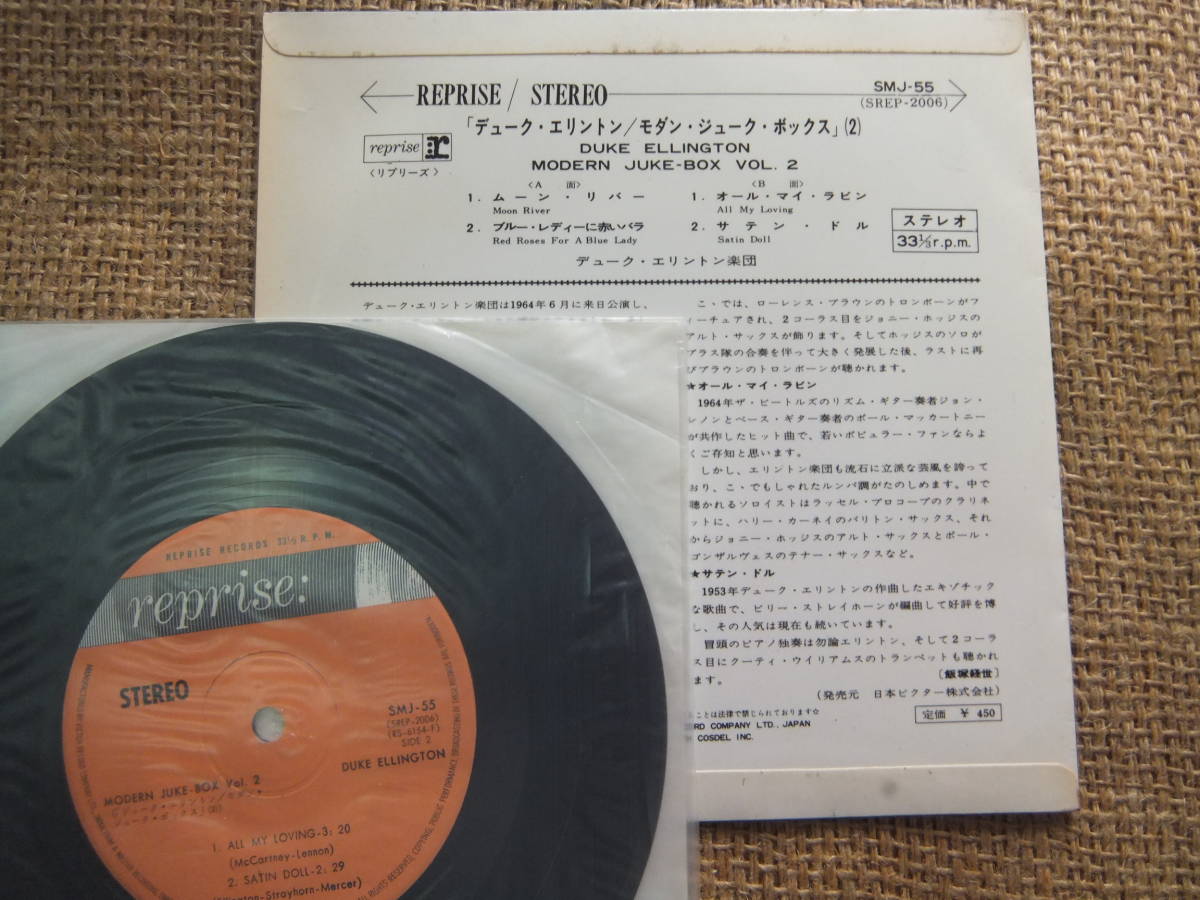 REPRISE / STEREO
SMJ-55
(SREP-2006)
「デューク・エリントン/モダン・ジューク・ボックス」(2)
reprise r:
〈リプリーズ〉
DUKE ELLINGTON
MODERN JUKE-BOX VOL. 2
〈A 面〉
1. ムーン・リバー
Moon River
2. ブルー・レディーに赤いバラ
Red Roses For A Blue Lady
〈B 面〉
1. オール・マイ・ラビン
All My Loving
2. サテン・ドル
Satin Doll
ステレオ
33⅓r.p.m.
デューク・エリントン楽団
デューク・エリントン楽団は1964年6月に来日公演し、
こゝでは、ローレンス・ブラウンのトロンボーンがフ
ィーチュアされ、2コーラス目をジョニー・ホッジスの
アルト・サックスが飾ります。そしてホッジスのソロが
ブラス隊の合奏を伴って大きく発展した後、ラストに再
びブラウンのトロンボーンが聴かれます。
★オール・マイ・ラビン
1964年ザ・ビートルズのリズム・ギター奏者ジョン・
レノンとベース・ギター奏者のポール・マッカートニー
が共作したヒット曲で、若いポピュラー・ファンならよ
くご存知と思います。
しかし、エリントン楽団も流石に立派な芸風を誇って
おり、こゝでもしゃれたルンバ調がたのしめます。中で
聴かれるソロイストはラッセル・プロコープのクラリネ
ットに、ハリー・カーネイのバリトン・サックス、それ
からジョニー・ホッジスのアルト・サックスとポール・
ゴンザルヴェスのテナー・サックスなど。
★サテン・ドル
1953年デューク・エリントンの作曲したエキゾチック
な歌曲で、ビリー・ストレイホーンが編曲して好評を博
し、その人気は現在も続いています。
冒頭のピアノ独奏は勿論エリントン、そして2コーラ
ス目にクーティ・ウイリアムスのトランペットも聴かれ
ます。
〔飯塚経世〕
(発売元 日本ビクター株式会社)
ことは法律で禁じられております☆
RD COMPANY LTD., JAPAN
COSDEL INC.
定価 ¥ 450
REPRISE RECORDS 33⅓ R.P.M.
reprise:
STEREO
SMJ-55
(SREP-2006)
(RS-6154-F)
SIDE 2
DUKE ELLINGTON
MODERN JUKE-BOX Vol. 2
1. ALL MY LOVING-3: 20
(McCartney-Lennon)
2. SATIN DOLL-2: 29
-Strayhorn-Mercer)